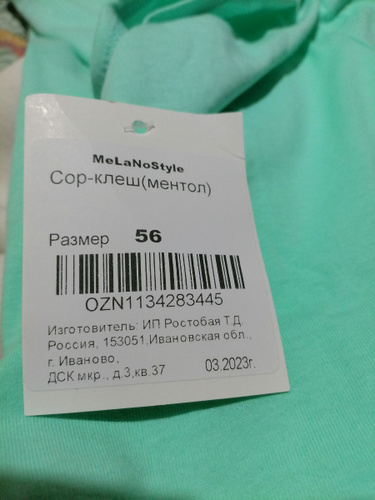 MeLaNoStyle
Сор-клеш(ментол)
Размер 56
OZN1134283445
Изготовитель: ИП Ростобая Т.Д.
Россия, 153051,Ивановская обл.,
г. Иваново,
ДСК мкр., д.3,кв.37 03.2023г.